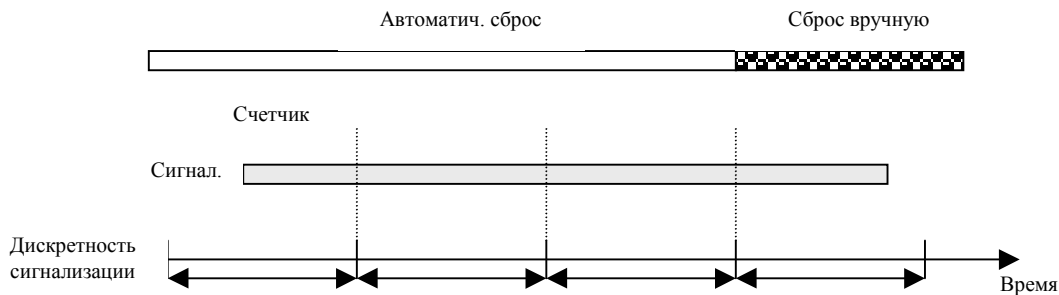 Автоматич. сброс
Сброс вручную
Счетчик
Сигнал.
Дискретность
сигнализации
Время